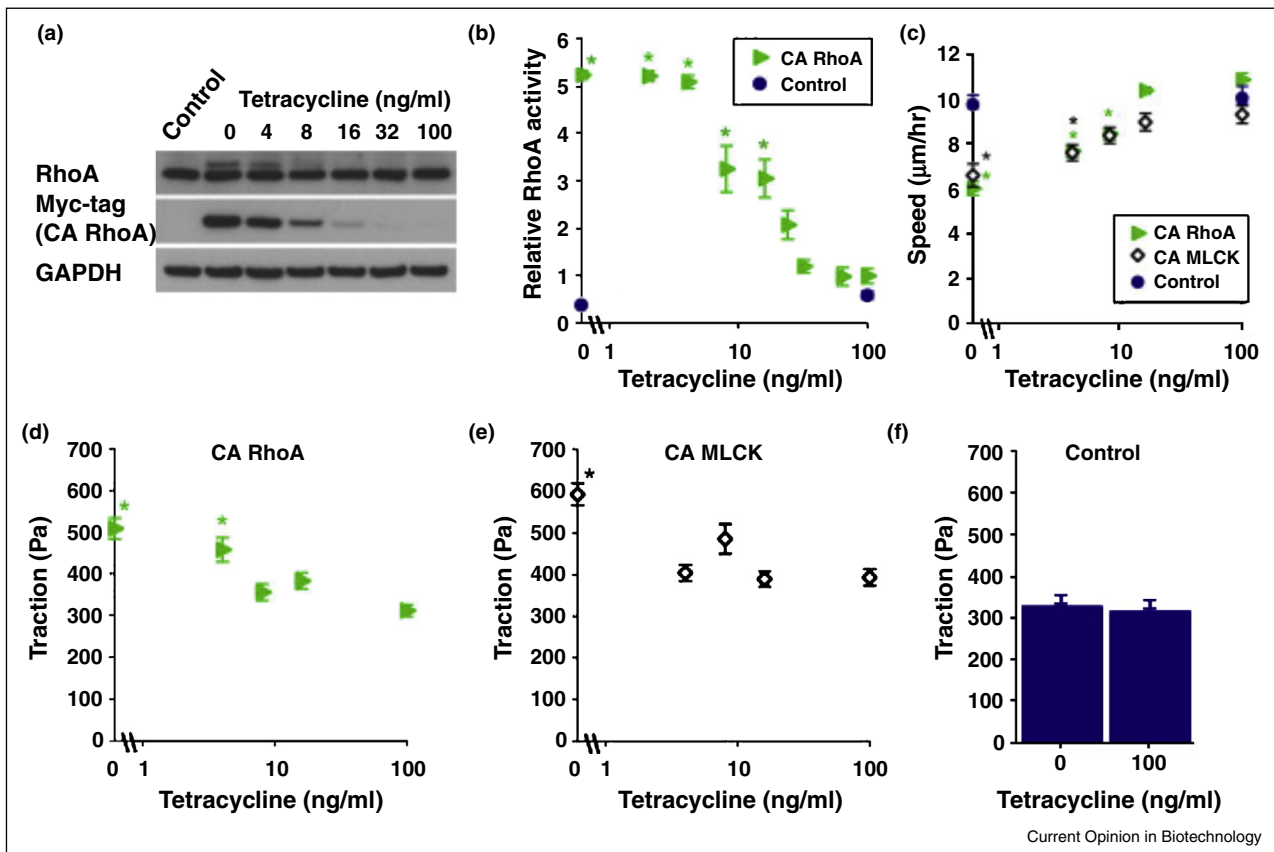 (a)
Control
Tetracycline (ng/ml)
0 4 8 16 32 100
RhoA
Myc-tag
(CA RhoA)
GAPDH
(b)
Relative RhoA activity
6
5
4
3
2
1
0
* * * * *
CA RhoA
Control
0 1 10 100
Tetracycline (ng/ml)
(c)
Speed (μm/hr)
12
10
8
6
4
2
0
* * * * *
CA RhoA
CA MLCK
Control
0 1 10 100
Tetracycline (ng/ml)
(d)
CA RhoA
Traction (Pa)
700
600
500
400
300
200
100
0
* *
0 1 10 100
Tetracycline (ng/ml)
(e)
CA MLCK
Traction (Pa)
700
600
500
400
300
200
100
0
*
0 1 10 100
Tetracycline (ng/ml)
(f)
Control
Traction (Pa)
700
600
500
400
300
200
100
0
0 100
Tetracycline (ng/ml)
Current Opinion in Biotechnology